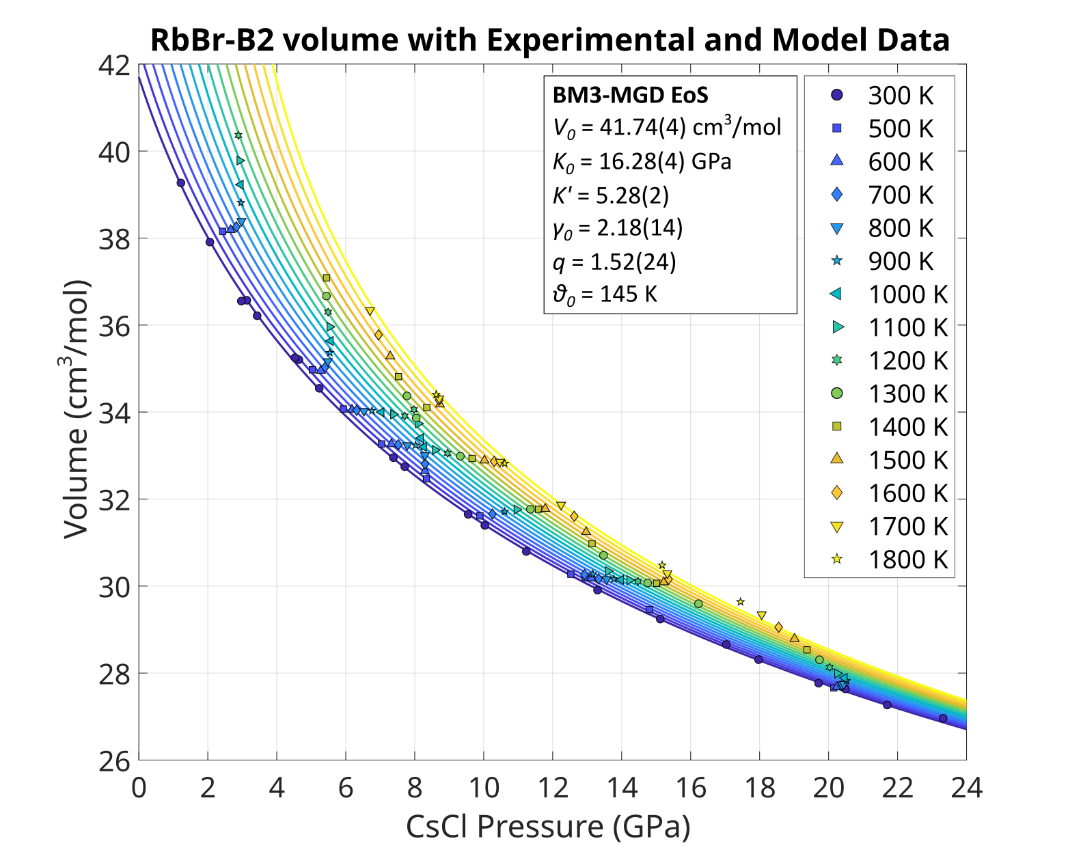 RbBr-B2 volume with Experimental and Model Data
42
40
38
36
34
32
30
28
26
Volume (cm³/mol)
BM3-MGD EoS
V₀ = 41.74(4) cm³/mol
K₀ = 16.28(4) GPa
K' = 5.28(2)
γ₀ = 2.18(14)
q = 1.52(24)
ϑ₀ = 145 K
300 K
500 K
600 K
700 K
800 K
900 K
1000 K
1100 K
1200 K
1300 K
1400 K
1500 K
1600 K
1700 K
1800 K
0 2 4 6 8 10 12 14 16 18 20 22 24
CsCl Pressure (GPa)